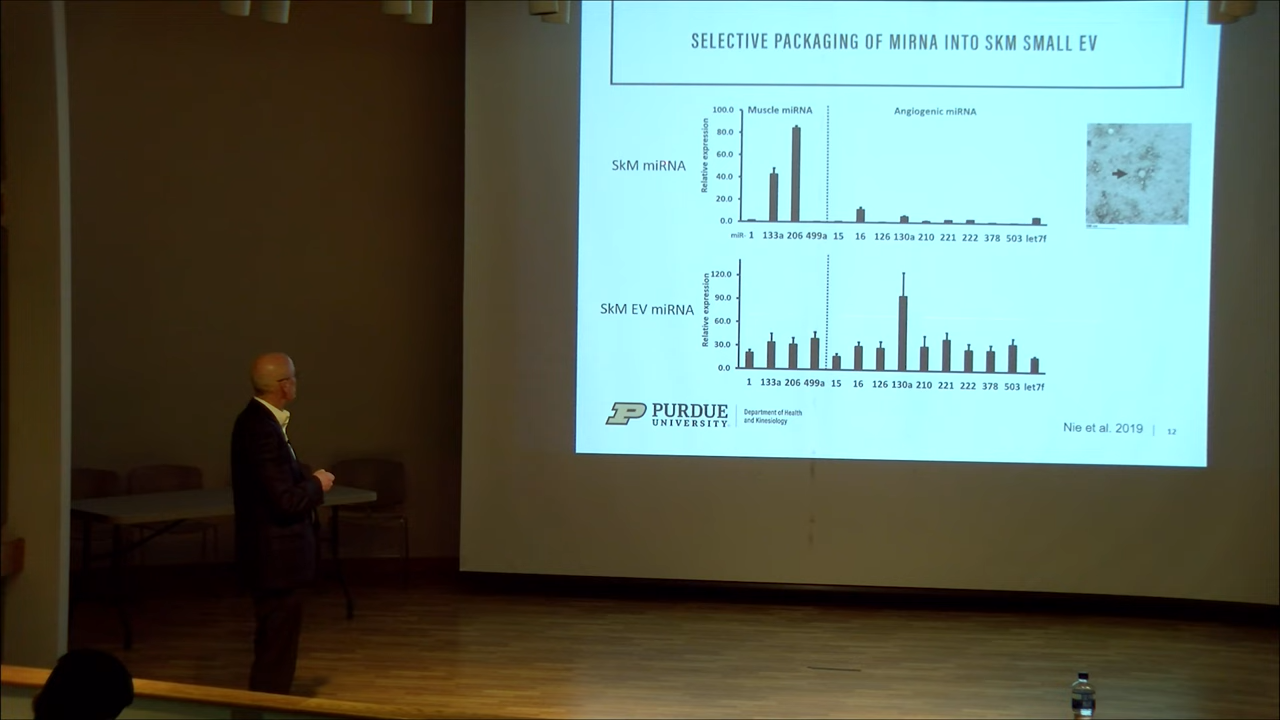 SELECTIVE PACKAGING OF MIRNA INTO SKM SMALL EV
SkM miRNA
Relative expression
100.0
80.0
60.0
40.0
20.0
0.0
Muscle miRNA
Angiogenic miRNA
miR- 1 133a 206 499a 15 16 126 130a 210 221 222 378 503 let7f
SkM EV miRNA
Relative expression
120.0
90.0
60.0
30.0
0.0
1 133a 206 499a 15 16 126 130a 210 221 222 378 503 let7f
P PURDUE UNIVERSITY
Department of Health
and Kinesiology
Nie et al. 2019 | 12